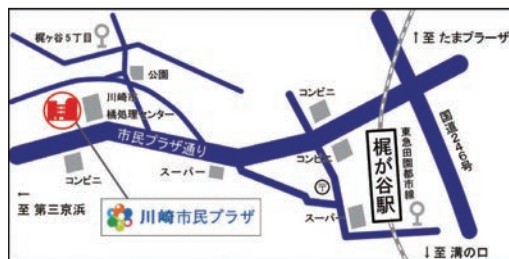 梶ヶ谷5丁目
公園
川崎市
橘処理センター
市民プラザ通り
コンビニ
スーパー
←
至 第三京浜
川崎市民プラザ
コンビニ
コンビニ
スーパー
梶が谷駅
東急田園都市線
↑至 たまプラーザ
国道246号
↓至 溝の口